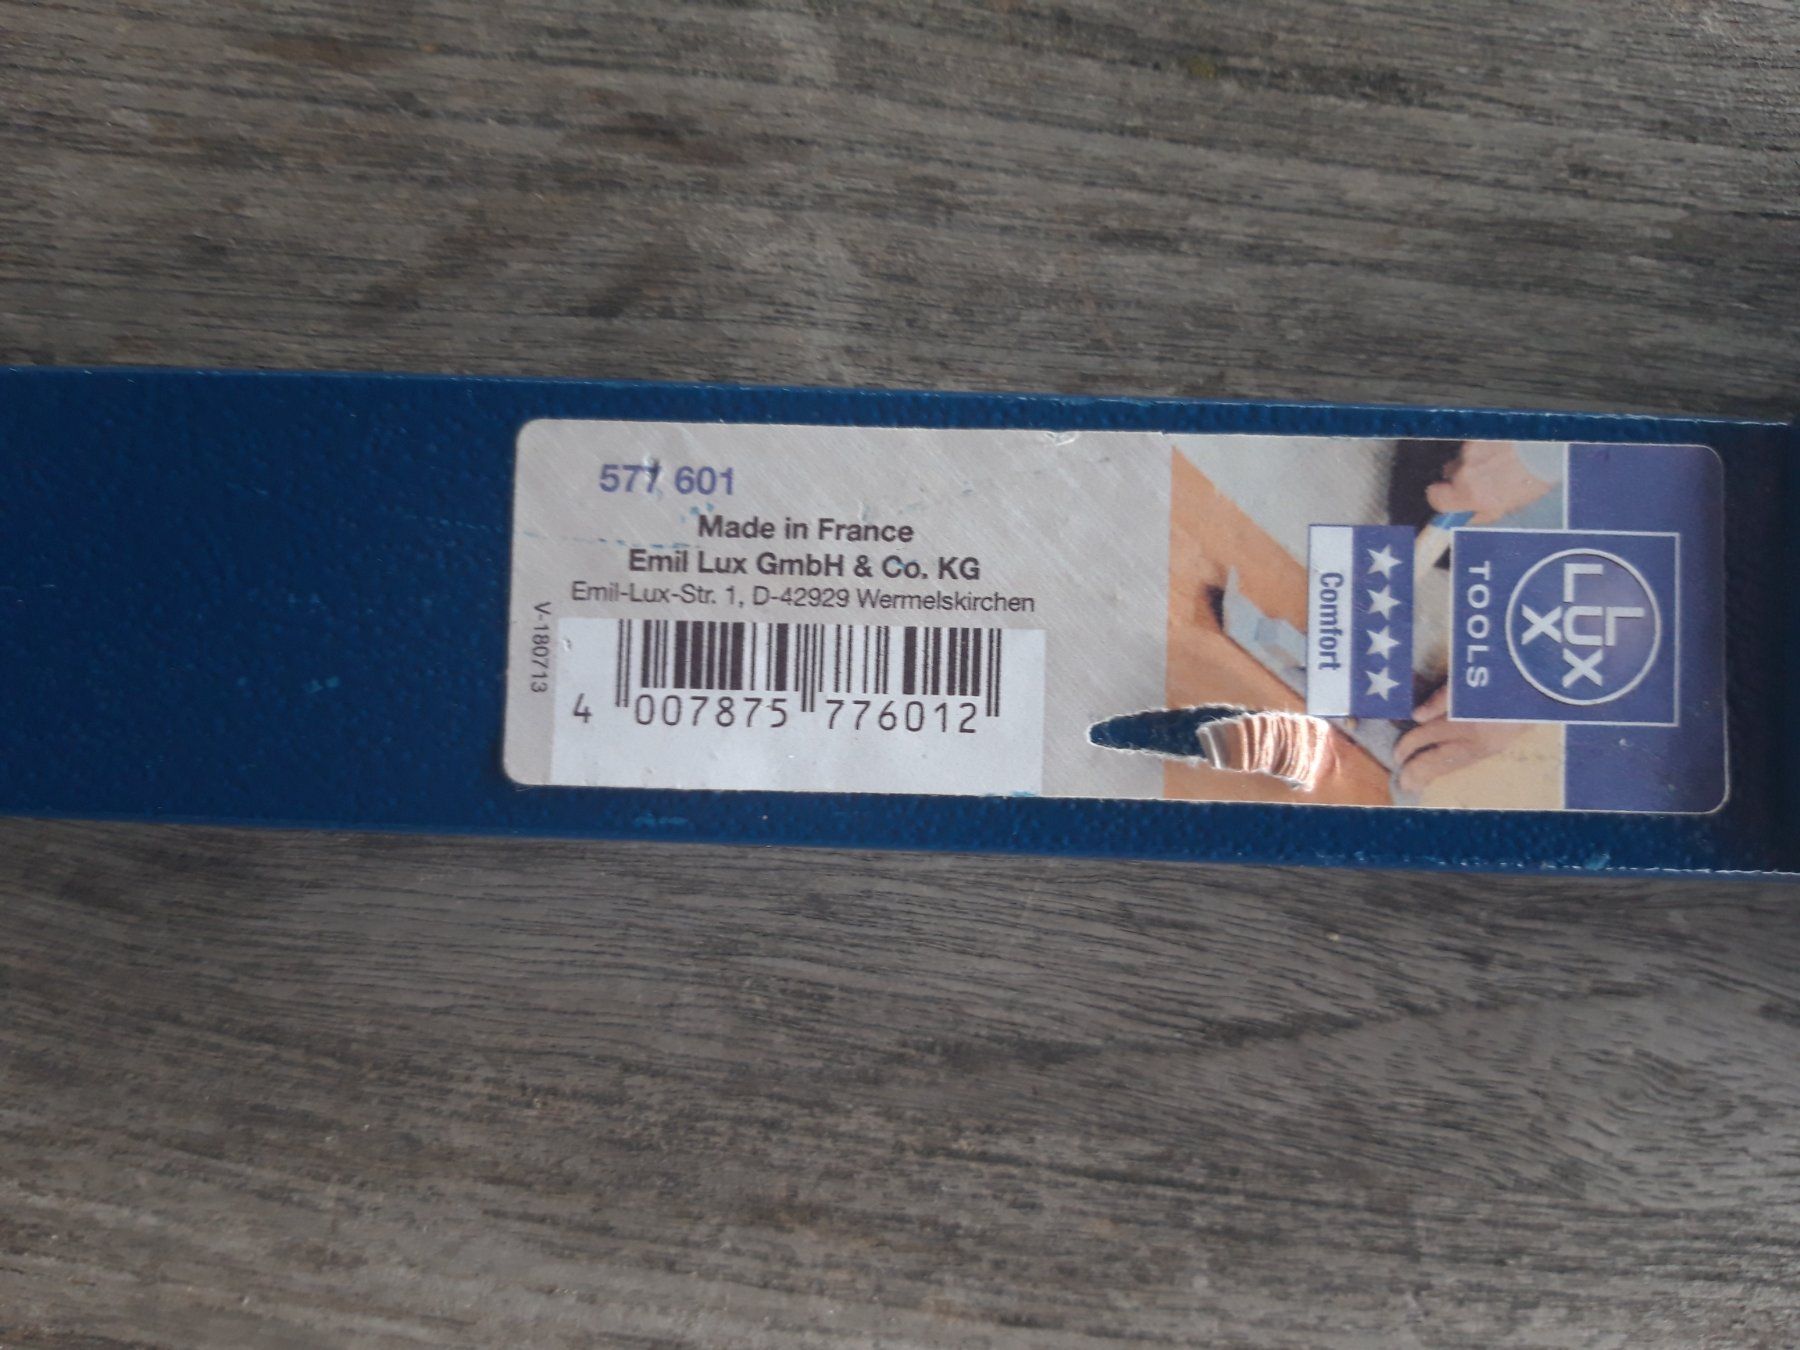 577 601
Made in France
Emil Lux GmbH & Co. KG
Emil-Lux-Str. 1, D-42929 Wermelskirchen
V-180713
4 007875 776012
Comfort
L
LUX
X
TOOLS